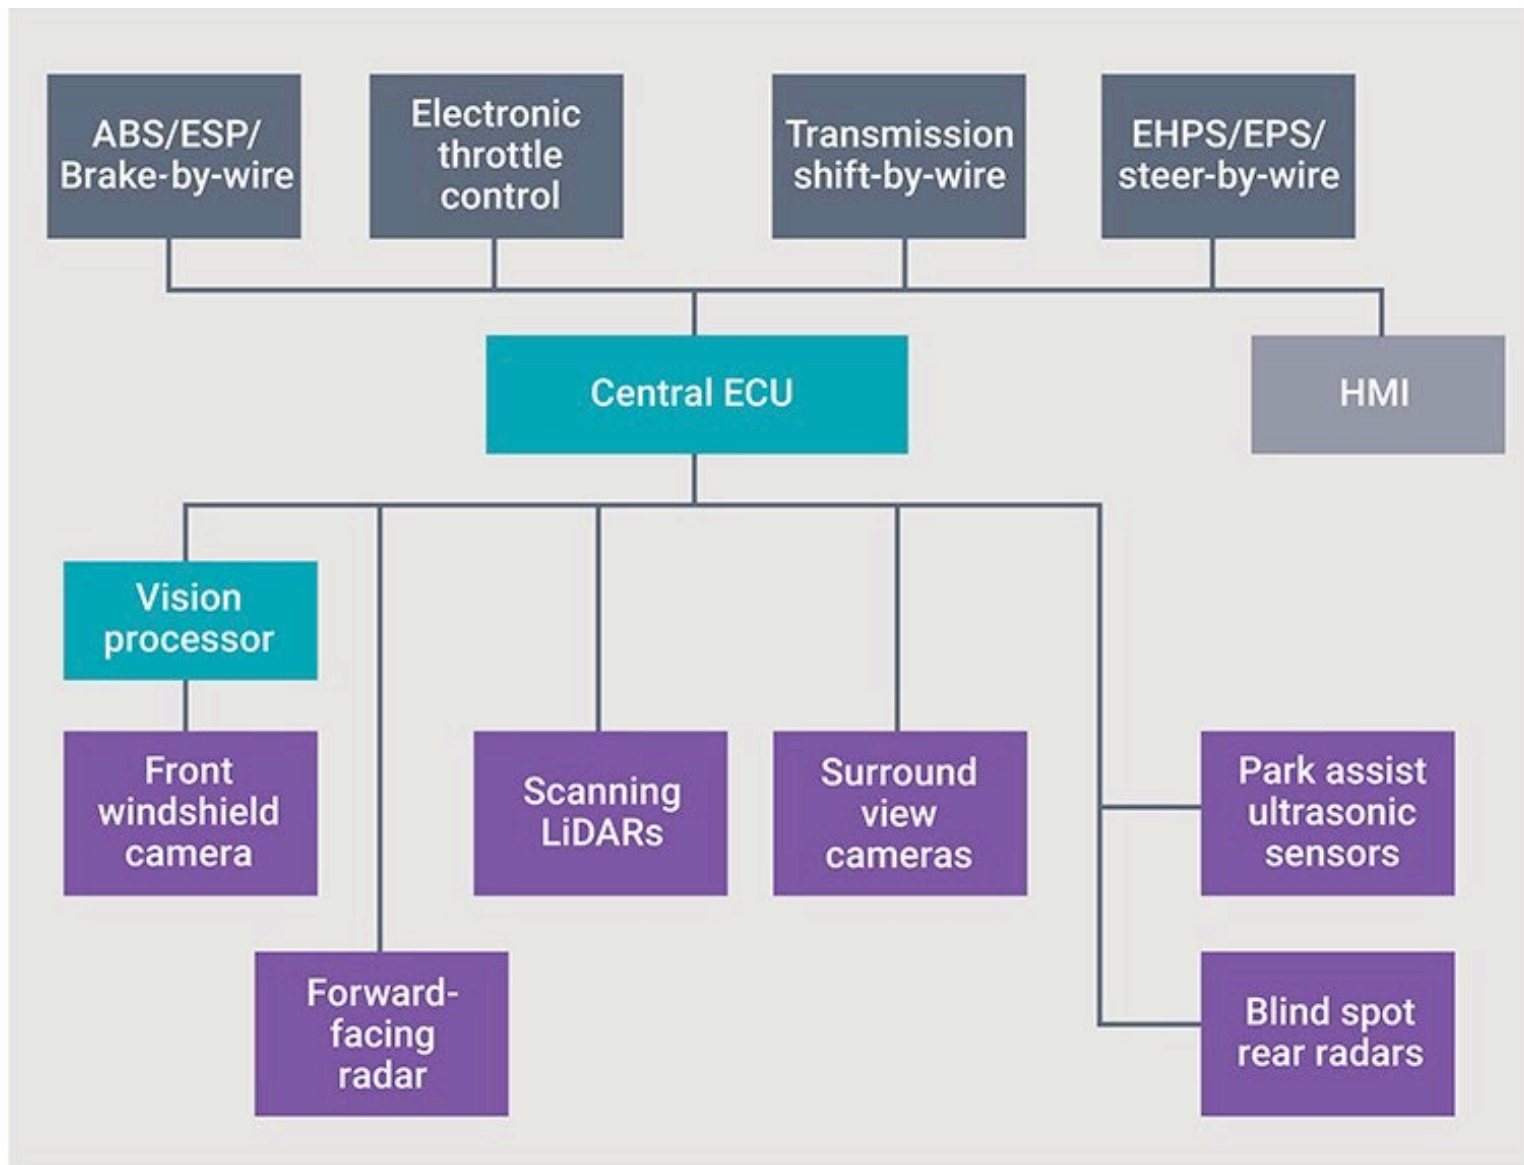 ABS/ESP/
Brake-by-wire
Electronic
throttle
control
Transmission
shift-by-wire
EHPS/EPS/
steer-by-wire
Central ECU
HMI
Vision
processor
Front
windshield
camera
Scanning
LiDARs
Surround
view
cameras
Park assist
ultrasonic
sensors
Forward-
facing
radar
Blind spot
rear radars